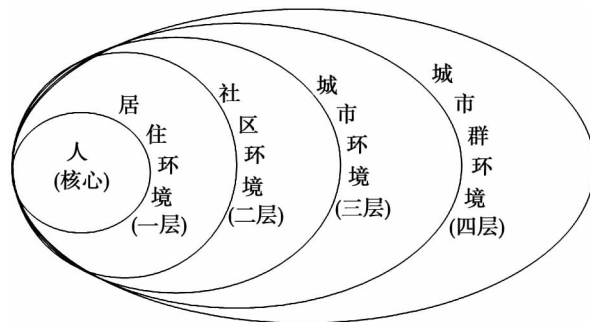 人
(核心)
居住环境
(一层)
社区环境
(二层)
城市环境
(三层)
城市群环境
(四层)